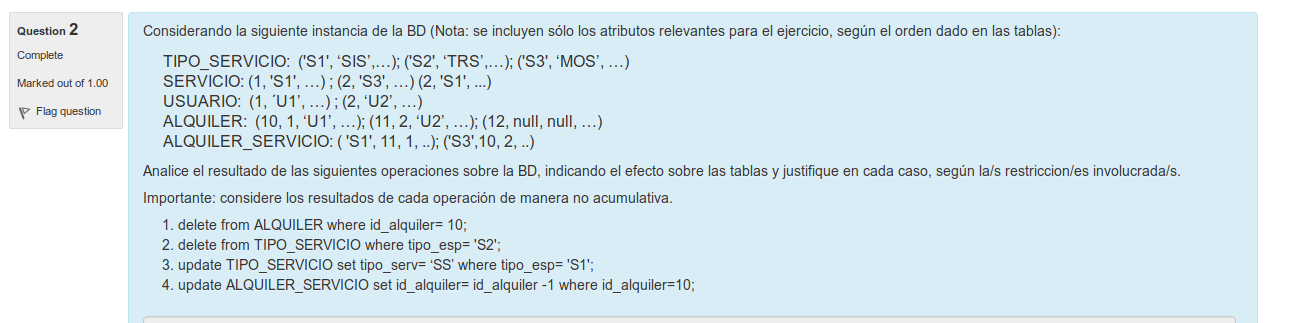 Question 2
Complete
Marked out of 1.00
Flag question
Considerando la siguiente instancia de la BD (Nota: se incluyen sólo los atributos relevantes para el ejercicio, según el orden dado en las tablas):
TIPO_SERVICIO: ('S1', ‘SIS’,…); ('S2', ‘TRS’,…); ('S3', ‘MOS’, …)
SERVICIO: (1, 'S1', …) ; (2, 'S3', …) (2, 'S1', ...)
USUARIO: (1, ´U1’, …) ; (2, ‘U2’, …)
ALQUILER: (10, 1, ‘U1’, …); (11, 2, ‘U2’, …); (12, null, null, …)
ALQUILER_SERVICIO: ( 'S1', 11, 1, ..); ('S3',10, 2, ..)
Analice el resultado de las siguientes operaciones sobre la BD, indicando el efecto sobre las tablas y justifique en cada caso, según la/s restriccion/es involucrada/s.
Importante: considere los resultados de cada operación de manera no acumulativa.
1. delete from ALQUILER where id_alquiler= 10;
2. delete from TIPO_SERVICIO where tipo_esp= 'S2';
3. update TIPO_SERVICIO set tipo_serv= ‘SS’ where tipo_esp= 'S1';
4. update ALQUILER_SERVICIO set id_alquiler= id_alquiler -1 where id_alquiler=10;